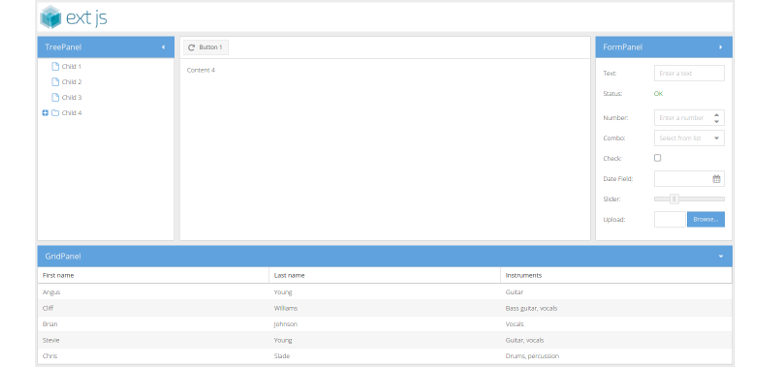 ext js
TreePanel
Child 1
Child 2
Child 3
Child 4
Button 1
Content 4
FormPanel
Text: Enter a text
Status: OK
Number: Enter a number
Combo: Select from list
Check:
Date Field:
Slider:
Upload: Browse...
GridPanel
First name Last name Instruments
Angus Young Guitar
Cliff Williams Bass guitar, vocals
Brian Johnson Vocals
Stevie Young Guitar, vocals
Chris Slade Drums, percussion